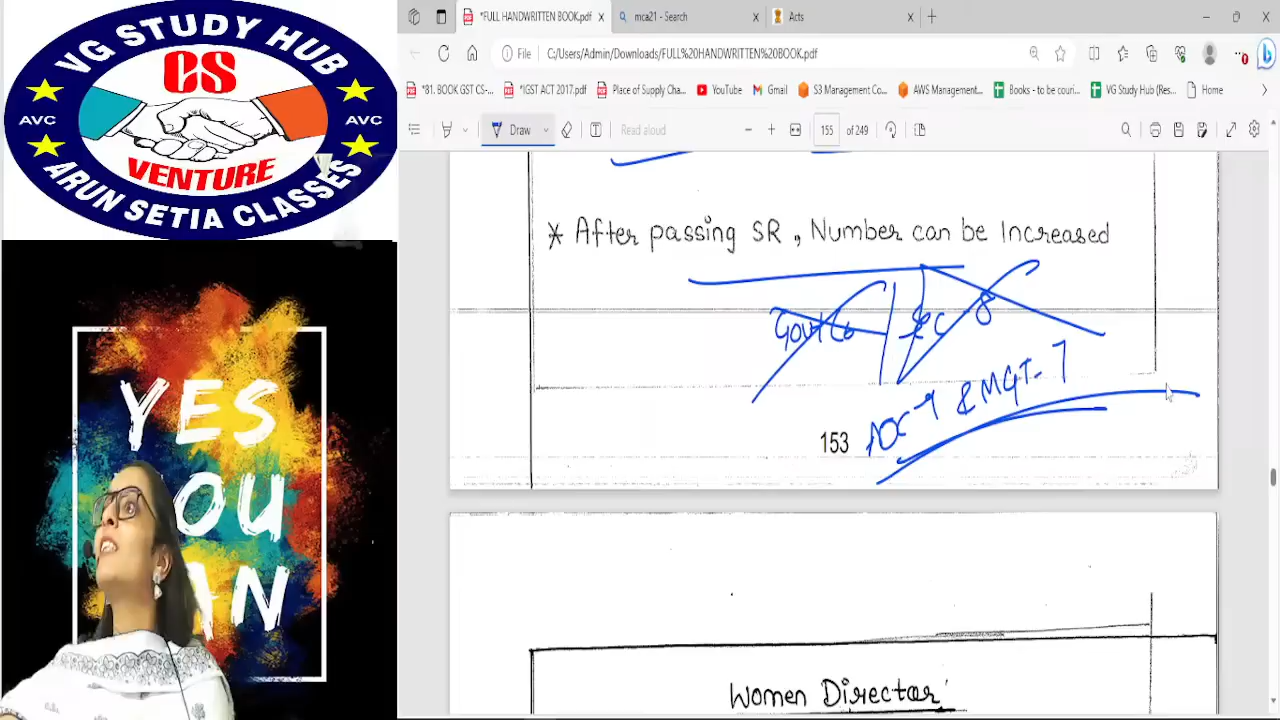 VG STUDY HUB
CS
AVC
AVC
VENTURE
ARUN SETIA CLASSES
YES
YOU
AN
*FULL HANDWRITTEN BOOK.pdf
mca21 - Search
Acts
File
C:/Users/Admin/Downloads/FULL%20HANDWRITTEN%20BOOK.pdf
*81. BOOK GST CS-...
*IGST ACT 2017.pdf
Place of Supply Cha...
YouTube
Gmail
S3 Management Co...
AWS Management...
Books - to be Couri...
VG Study Hub (Res...
Home
Draw
Read aloud
155
of 249
* After passing SR, Number can be Increased
Govt Co
Sec 8
AOC-4 & MGT-7
153
Women Director